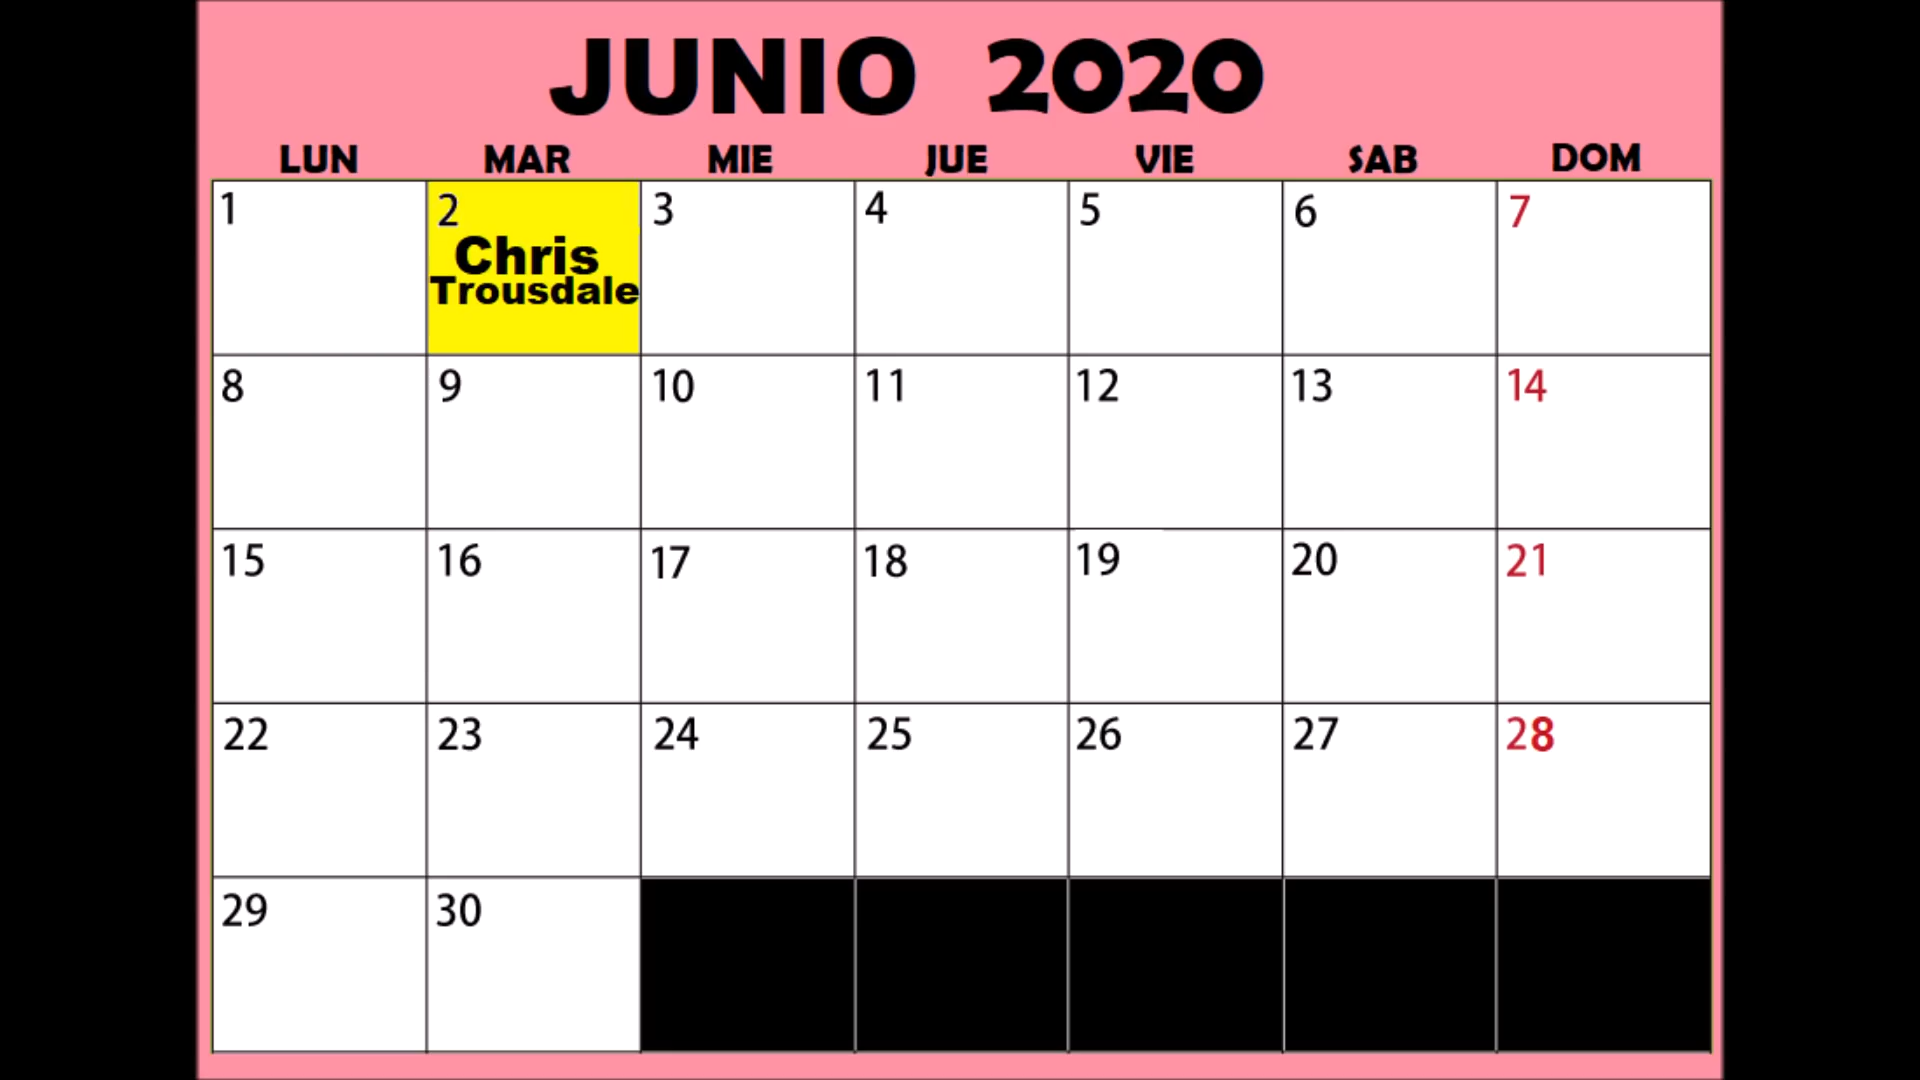 JUNIO 2020
LUN MAR MIE JUE VIE SAB DOM
1 2 3 4 5 6 7
Chris
Trousdale
8 9 10 11 12 13 14
15 16 17 18 19 20 21
22 23 24 25 26 27 28
29 30